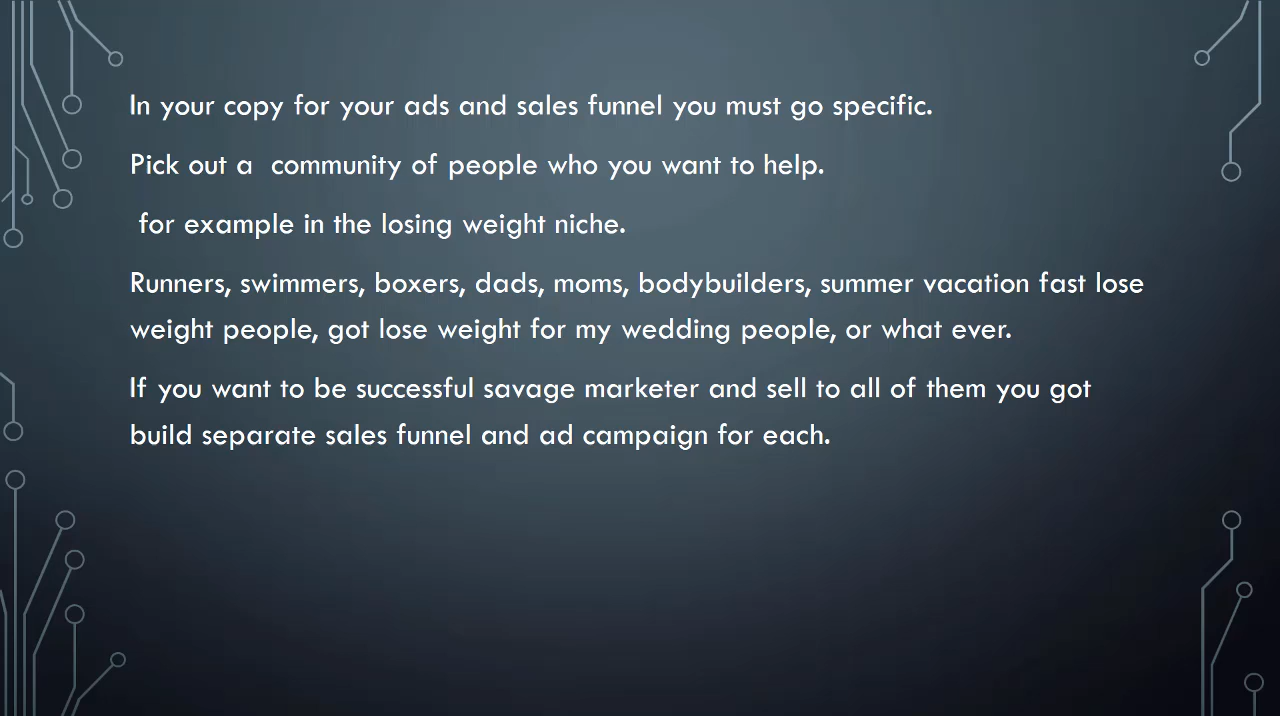 In your copy for your ads and sales funnel you must go specific.
Pick out a  community of people who you want to help.
for example in the losing weight niche.
Runners, swimmers, boxers, dads, moms, bodybuilders, summer vacation fast lose
weight people, got lose weight for my wedding people, or what ever.
If you want to be successful savage marketer and sell to all of them you got
build separate sales funnel and ad campaign for each.